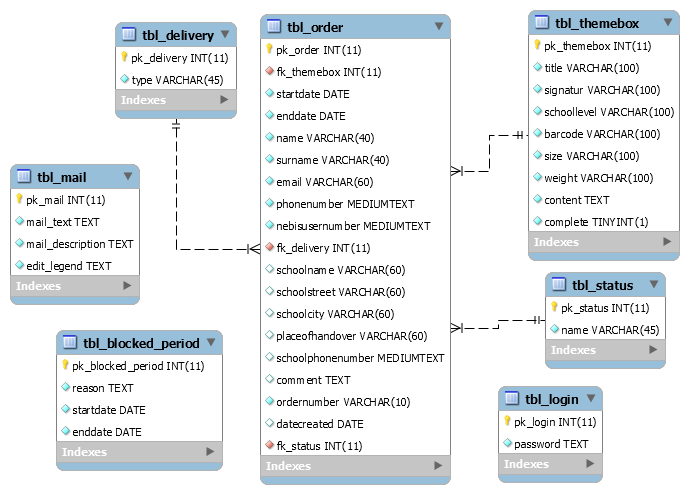 tbl_delivery
pk_delivery INT(11)
type VARCHAR(45)
Indexes
tbl_order
pk_order INT(11)
fk_themebox INT(11)
startdate DATE
enddate DATE
name VARCHAR(40)
surname VARCHAR(40)
email VARCHAR(60)
phonenumber MEDIUMTEXT
nebisusernumber MEDIUMTEXT
fk_delivery INT(11)
schoolname VARCHAR(60)
schoolstreet VARCHAR(60)
schoolcity VARCHAR(60)
placeofhandover VARCHAR(60)
schoolphonenumber MEDIUMTEXT
comment TEXT
ordernumber VARCHAR(10)
datecreated DATE
fk_status INT(11)
Indexes
tbl_themebox
pk_themebox INT(11)
title VARCHAR(100)
signatur VARCHAR(100)
schoollevel VARCHAR(100)
barcode VARCHAR(100)
size VARCHAR(100)
weight VARCHAR(100)
content TEXT
complete TINYINT(1)
Indexes
tbl_mail
pk_mail INT(11)
mail_text TEXT
mail_description TEXT
edit_legend TEXT
Indexes
tbl_status
pk_status INT(11)
name VARCHAR(45)
Indexes
tbl_blocked_period
pk_blocked_period INT(11)
reason TEXT
startdate DATE
enddate DATE
Indexes
tbl_login
pk_login INT(11)
password TEXT
Indexes